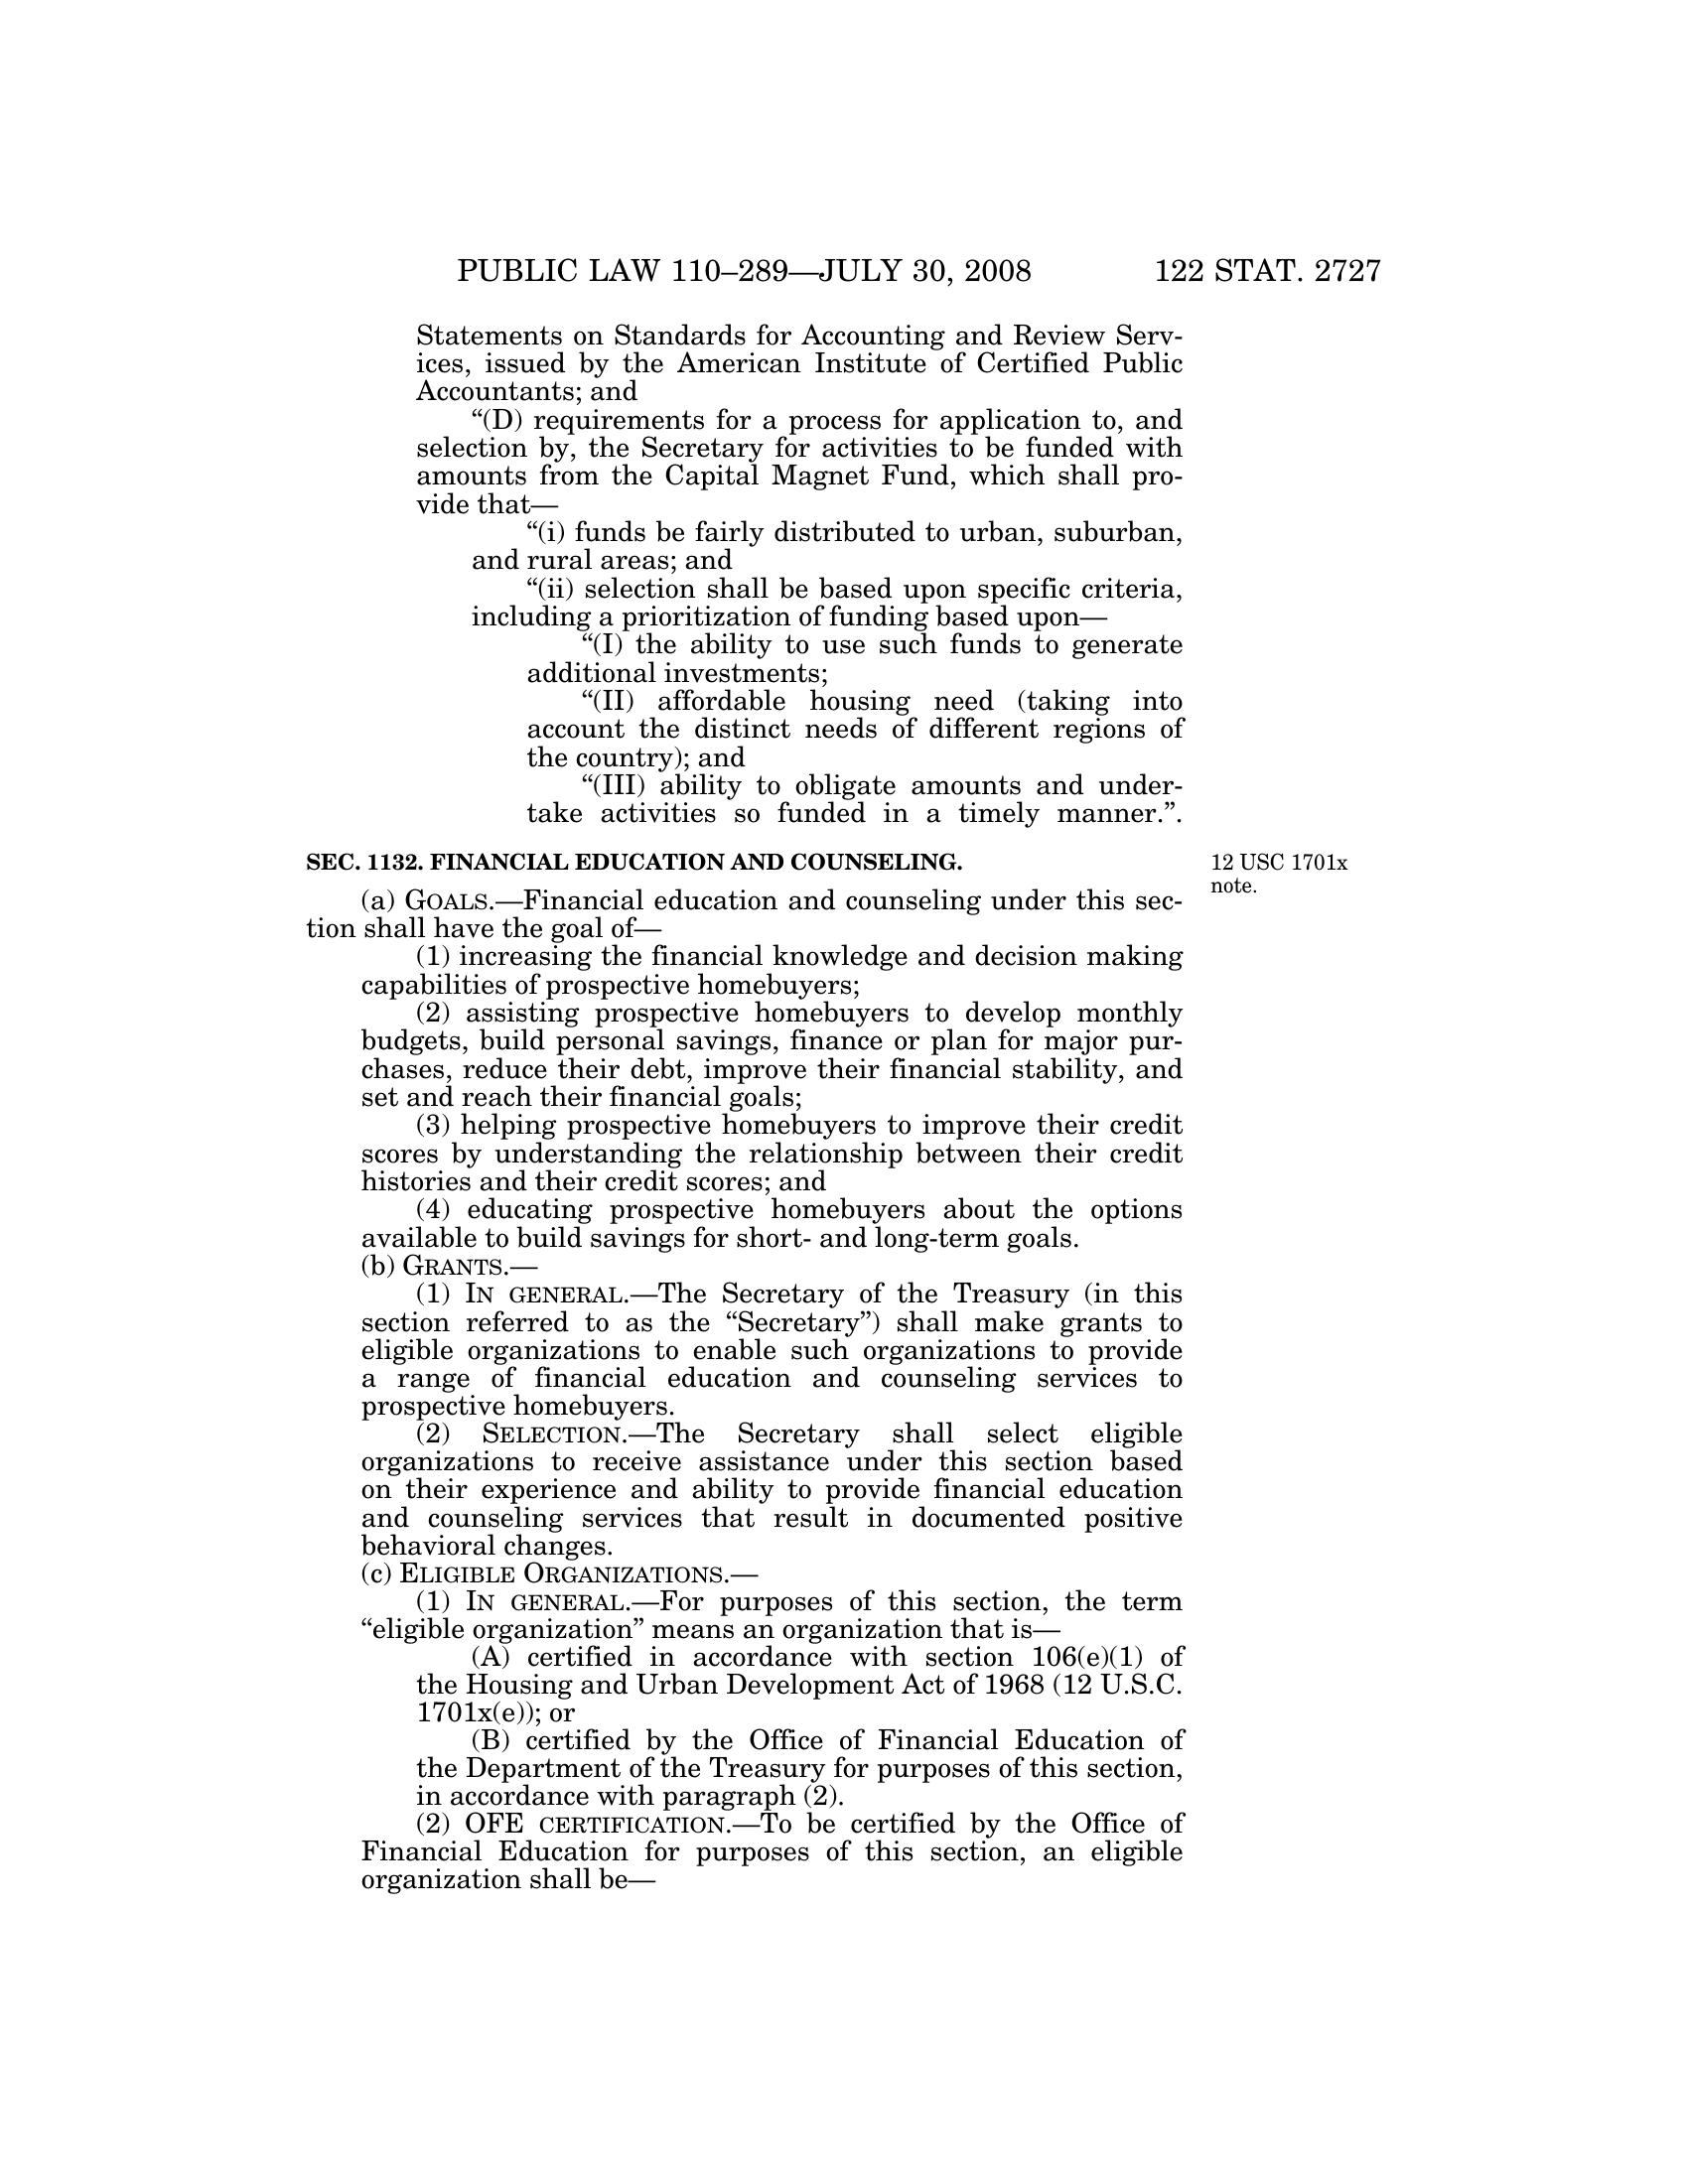 PUBLIC LAW 110–289—JULY 30, 2008 122 STAT. 2727
Statements on Standards for Accounting and Review Serv-
ices, issued by the American Institute of Certified Public
Accountants; and
“(D) requirements for a process for application to, and
selection by, the Secretary for activities to be funded with
amounts from the Capital Magnet Fund, which shall pro-
vide that—
“(i) funds be fairly distributed to urban, suburban,
and rural areas; and
“(ii) selection shall be based upon specific criteria,
including a prioritization of funding based upon—
“(I) the ability to use such funds to generate
additional investments;
“(II) affordable housing need (taking into
account the distinct needs of different regions of
the country); and
“(III) ability to obligate amounts and under-
take activities so funded in a timely manner.”.
SEC. 1132. FINANCIAL EDUCATION AND COUNSELING.
12 USC 1701x
note.
(a) GOALS.—Financial education and counseling under this sec-
tion shall have the goal of—
(1) increasing the financial knowledge and decision making
capabilities of prospective homebuyers;
(2) assisting prospective homebuyers to develop monthly
budgets, build personal savings, finance or plan for major pur-
chases, reduce their debt, improve their financial stability, and
set and reach their financial goals;
(3) helping prospective homebuyers to improve their credit
scores by understanding the relationship between their credit
histories and their credit scores; and
(4) educating prospective homebuyers about the options
available to build savings for short- and long-term goals.
(b) GRANTS.—
(1) IN GENERAL.—The Secretary of the Treasury (in this
section referred to as the “Secretary”) shall make grants to
eligible organizations to enable such organizations to provide
a range of financial education and counseling services to
prospective homebuyers.
(2) SELECTION.—The Secretary shall select eligible
organizations to receive assistance under this section based
on their experience and ability to provide financial education
and counseling services that result in documented positive
behavioral changes.
(c) ELIGIBLE ORGANIZATIONS.—
(1) IN GENERAL.—For purposes of this section, the term
“eligible organization” means an organization that is—
(A) certified in accordance with section 106(e)(1) of
the Housing and Urban Development Act of 1968 (12 U.S.C.
1701x(e)); or
(B) certified by the Office of Financial Education of
the Department of the Treasury for purposes of this section,
in accordance with paragraph (2).
(2) OFE CERTIFICATION.—To be certified by the Office of
Financial Education for purposes of this section, an eligible
organization shall be—